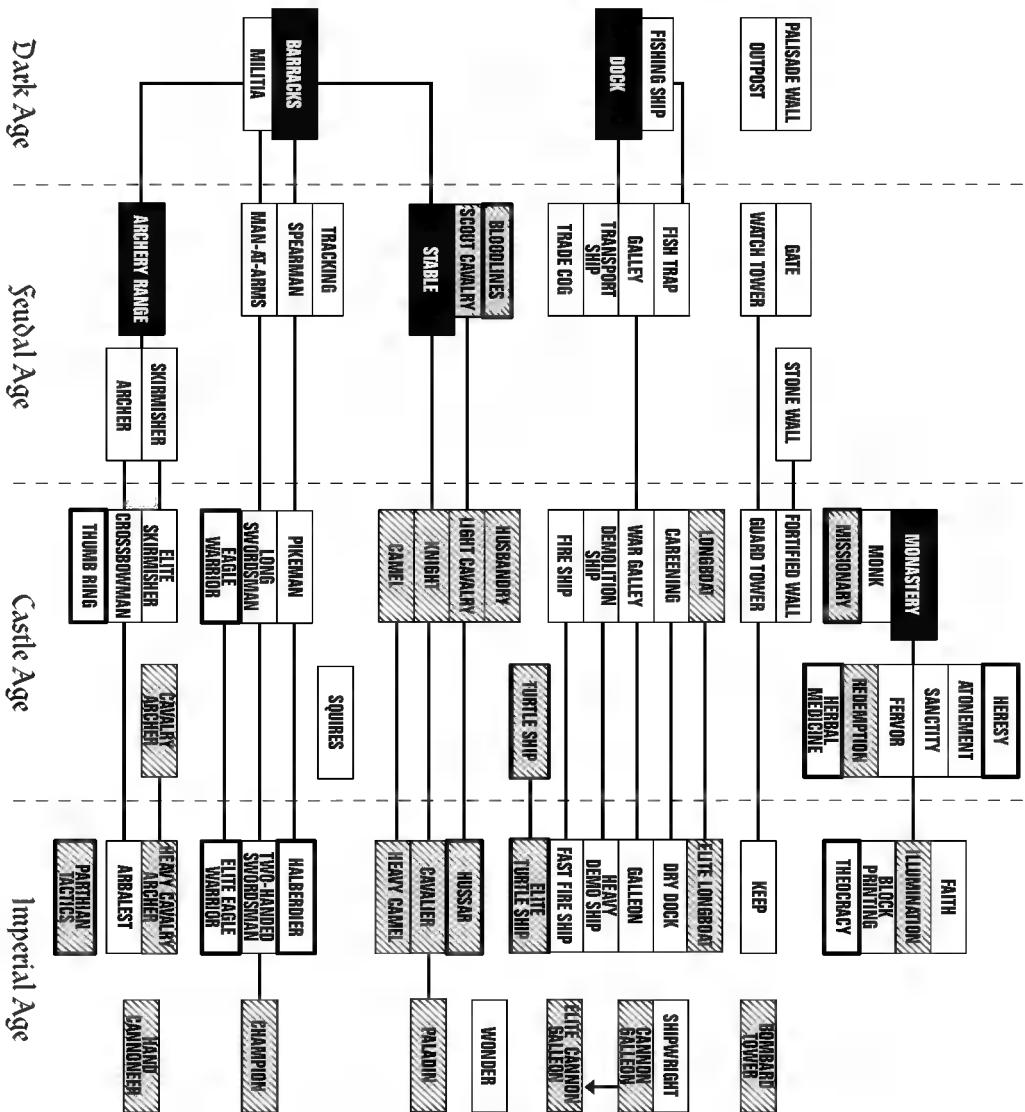 PALISADE WALL
OUTPOST
FISHING SHIP
DOCK
BARRACKS
MILITIA
Dark Age
GATE
WATCH TOWER
STONE WALL
FISH TRAP
GALLEY
TRANSPORT
SHIP
TRADE COG
BLOODLINES
SCOUT CAVALRY
STABLE
TRACKING
SPEARMAN
MAN-AT-ARMS
ARCHERY RANGE
SKIRMISHER
ARCHER
Feudal Age
MONASTERY
MONK
MISSIONARY
HERESY
ATONEMENT
SANCTITY
FERVOR
REDEMPTION
HERBAL
MEDICINE
FORTIFIED WALL
GUARD TOWER
LONGBOAT
CAREENING
WAR GALLEY
DEMOLITION
SHIP
FIRE SHIP
TURTLE SHIP
HUSBANDRY
LIGHT CAVALRY
KNIGHT
CAMEL
SQUIRES
PIKEMAN
LONG
SWORDSMAN
EAGLE
WARRIOR
ELITE
SKIRMISHER
CROSSBOWMAN
THUMB RING
CAVALRY
ARCHER
Castle Age
FAITH
ILUMINATION
BLOCK
PRINTING
THEOCRACY
KEEP
BOMBARD
TOWER
ELITE LONGBOAT
DRY DOCK
GALLEON
HEAVY
DEMO SHIP
FAST FIRE SHIP
ELITE
TURTLE SHIP
SHIPWRIGHT
CANNON
GALLEON
ELITE CANNON
GALLEON
WONDER
HUSSAR
CAVALIER
HEAVY CAMEL
PALADIN
HALBERDIER
TWO-HANDED
SWORDSMAN
ELITE EAGLE
WARRIOR
CHAMPION
HEAVY CAVALRY
ARCHER
ARBALEST
PARTHIAN
TACTICS
HAND
CANNONEER
Imperial Age